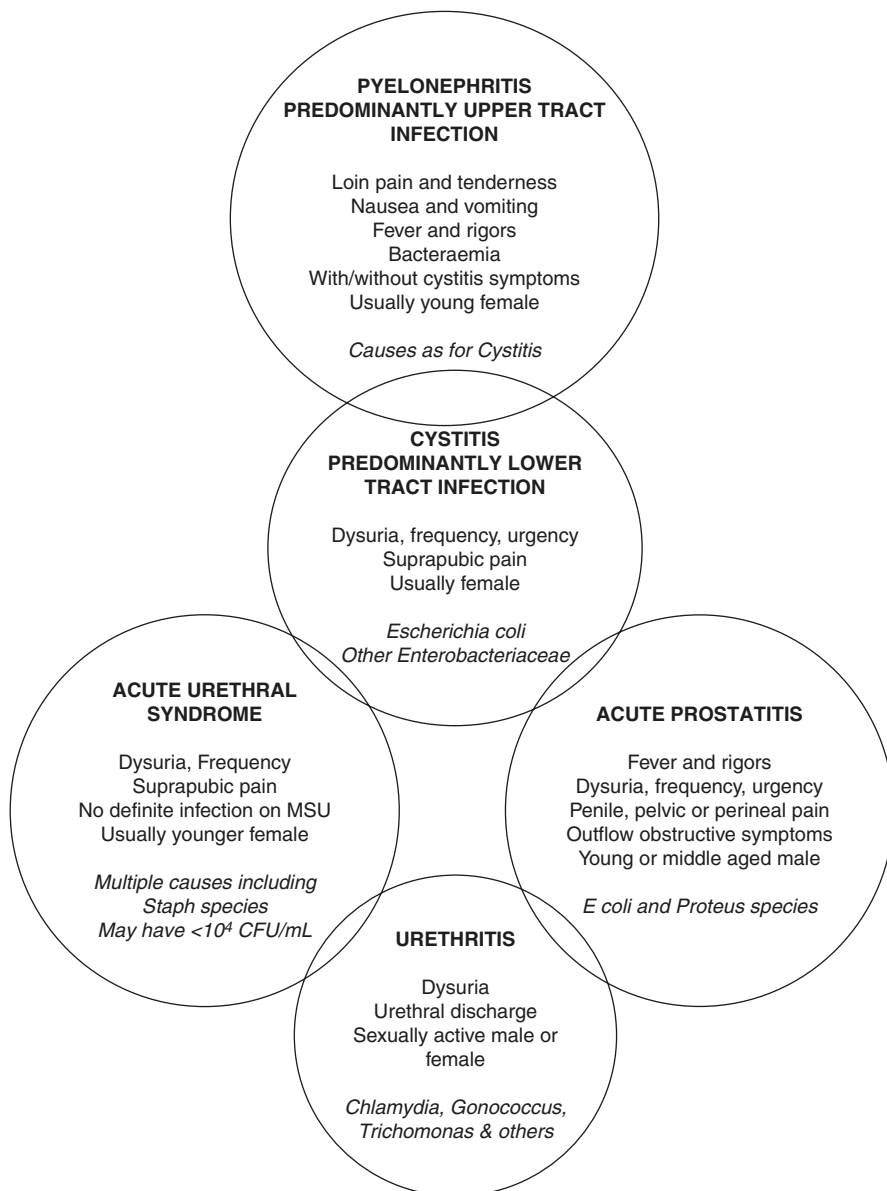 PYELONEPHRITIS
PREDOMINANTLY UPPER TRACT
INFECTION
Loin pain and tenderness
Nausea and vomiting
Fever and rigors
Bacteraemia
With/without cystitis symptoms
Usually young female
Causes as for Cystitis
CYSTITIS
PREDOMINANTLY LOWER
TRACT INFECTION
Dysuria, frequency, urgency
Suprapubic pain
Usually female
Escherichia coli
Other Enterobacteriaceae
ACUTE URETHRAL
SYNDROME
Dysuria, Frequency
Suprapubic pain
No definite infection on MSU
Usually younger female
Multiple causes including
Staph species
May have <10⁴ CFU/mL
ACUTE PROSTATITIS
Fever and rigors
Dysuria, frequency, urgency
Penile, pelvic or perineal pain
Outflow obstructive symptoms
Young or middle aged male
E coli and Proteus species
URETHRITIS
Dysuria
Urethral discharge
Sexually active male or
female
Chlamydia, Gonococcus,
Trichomonas & others